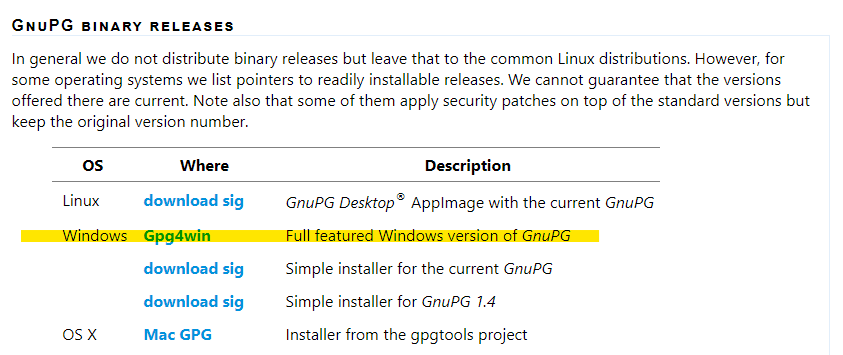 GNUPG BINARY RELEASES
In general we do not distribute binary releases but leave that to the common Linux distributions. However, for
some operating systems we list pointers to readily installable releases. We cannot guarantee that the versions
offered there are current. Note also that some of them apply security patches on top of the standard versions but
keep the original version number.
OS Where Description
Linux download sig GnuPG Desktop® AppImage with the current GnuPG
Windows Gpg4win Full featured Windows version of GnuPG
download sig Simple installer for the current GnuPG
download sig Simple installer for GnuPG 1.4
OS X Mac GPG Installer from the gpgtools project